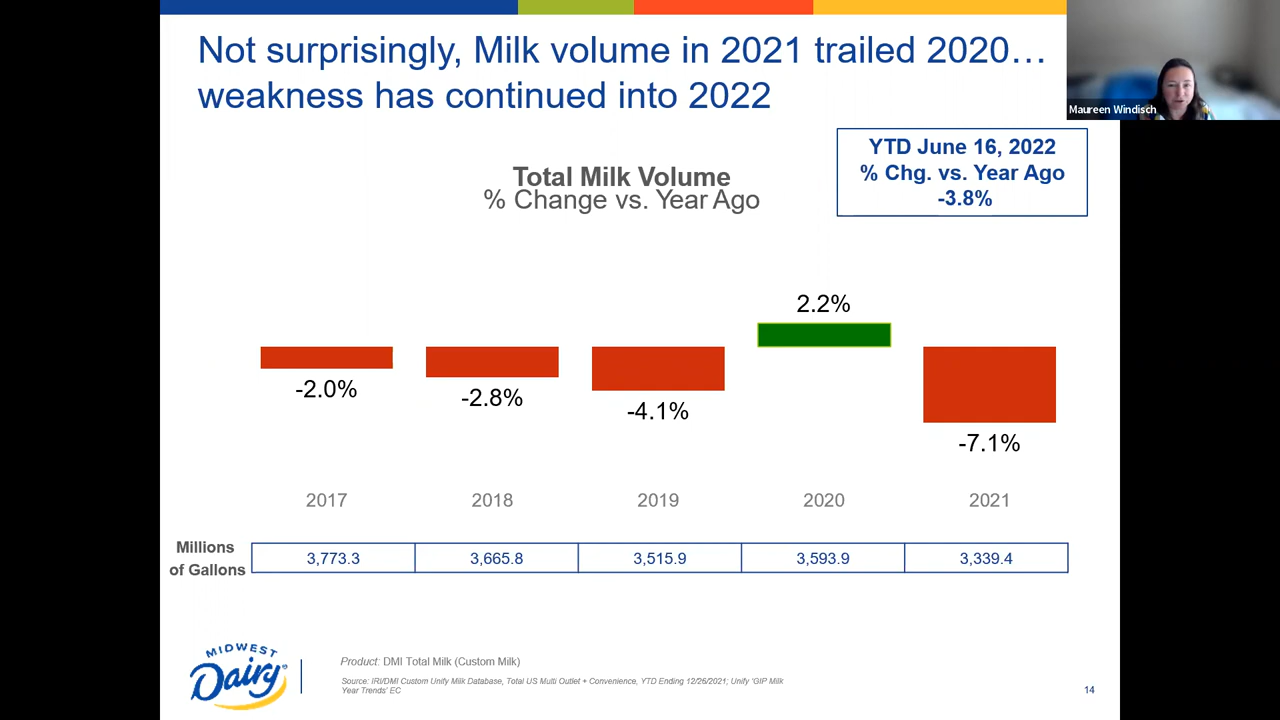 Not surprisingly, Milk volume in 2021 trailed 2020…
weakness has continued into 2022
Maureen Windisch
YTD June 16, 2022
% Chg. vs. Year Ago
-3.8%
Total Milk Volume
% Change vs. Year Ago
2.2%
-2.0%
-2.8%
-4.1%
-7.1%
2017 2018 2019 2020 2021
Millions
of Gallons
3,773.3 3,665.8 3,515.9 3,593.9 3,339.4
MIDWEST
Dairy®
Product: DMI Total Milk (Custom Milk)
Source: IRI/DMI Custom Unify Milk Database, Total US Multi Outlet + Convenience, YTD Ending 12/26/2021; Unify 'GIP Milk
Year Trends' EC
14